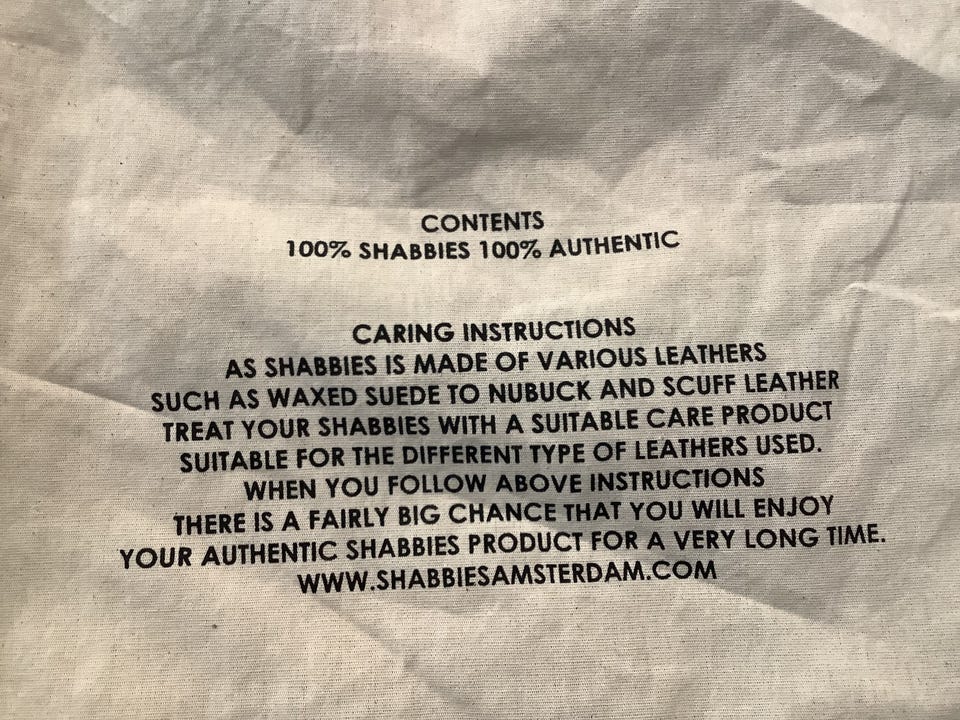 CONTENTS
100% SHABBIES 100% AUTHENTIC
CARING INSTRUCTIONS
AS SHABBIES IS MADE OF VARIOUS LEATHERS
SUCH AS WAXED SUEDE TO NUBUCK AND SCUFF LEATHER
TREAT YOUR SHABBIES WITH A SUITABLE CARE PRODUCT
SUITABLE FOR THE DIFFERENT TYPE OF LEATHERS USED.
WHEN YOU FOLLOW ABOVE INSTRUCTIONS
THERE IS A FAIRLY BIG CHANCE THAT YOU WILL ENJOY
YOUR AUTHENTIC SHABBIES PRODUCT FOR A VERY LONG TIME.
WWW.SHABBIESAMSTERDAM.COM